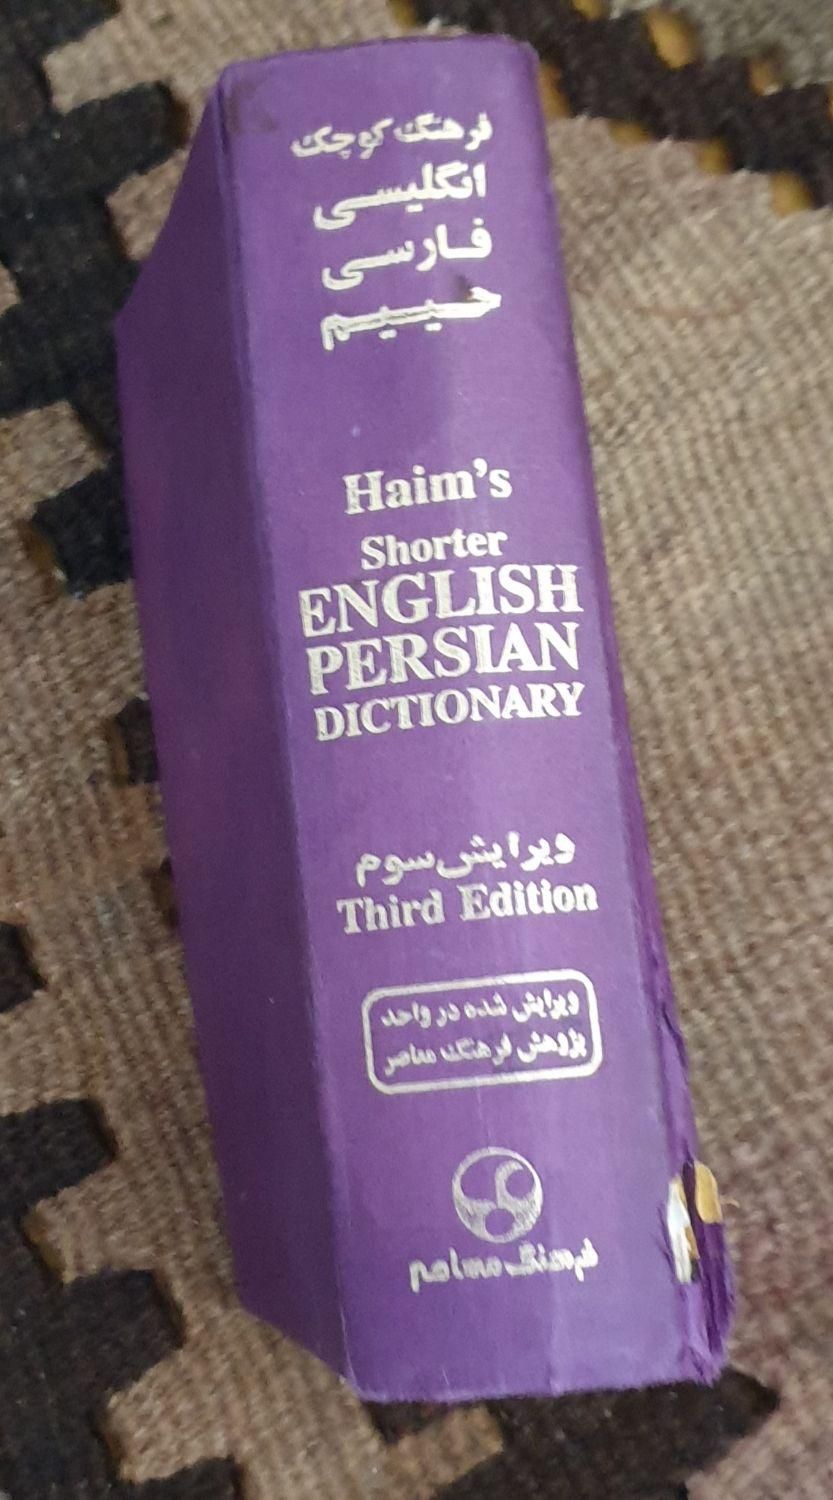 فرهنگ کوچک
انگلیسی
فارسی
حییم
Haim's
Shorter
ENGLISH
PERSIAN
DICTIONARY
ویرایش سوم
Third Edition
ویرایش شده در واحد
پژوهش فرهنگ معاصر
فرهنگ معاصر